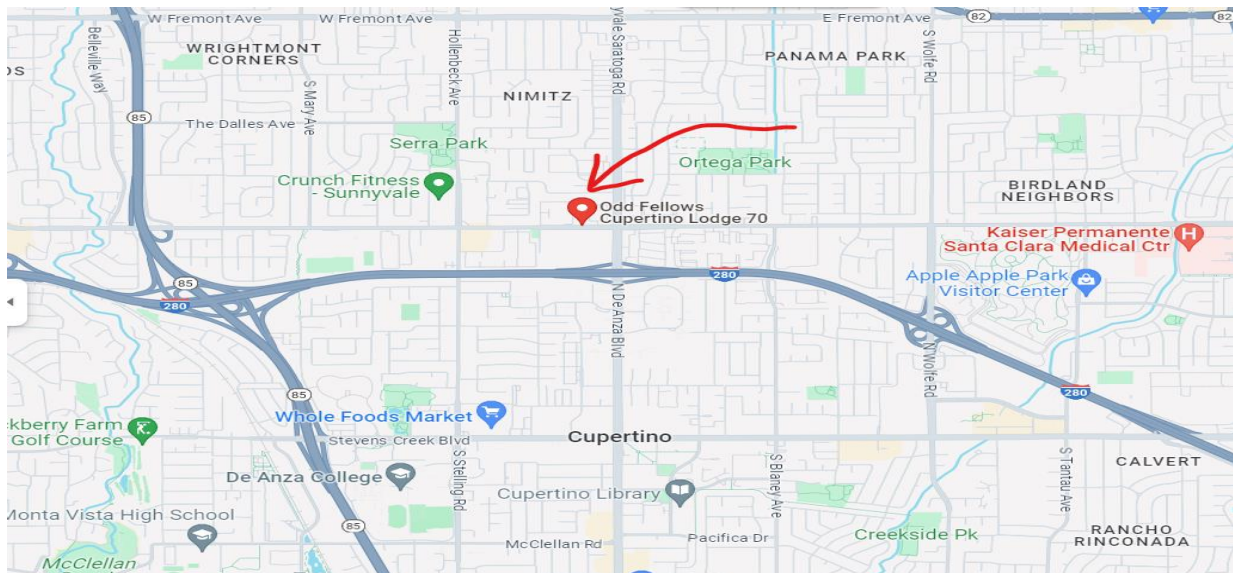 W Fremont Ave
W Fremont Ave
E Fremont Ave
82
82
Belleville Way
WRIGHTMONT
CORNERS
Hollenbeck Ave
yvale Saratoga Rd
PANAMA PARK
S Wolfe Rd
DS
S Mary Ave
NIMITZ
85
The Dalles Ave
Serra Park
Ortega Park
Crunch Fitness
- Sunnyvale
BIRDLAND
NEIGHBORS
Odd Fellows
Cupertino Lodge 70
Kaiser Permanente
Santa Clara Medical Ctr
H
85
280
280
Apple Apple Park
Visitor Center
N De Anza Blvd
N Wolfe Rd
85
280
Whole Foods Market
ckberry Farm
Golf Course
Stevens Creek Blvd
Cupertino
S Stelling Rd
De Anza College
Cupertino Library
S Blaney Ave
S Tantau Ave
CALVERT
Monta Vista High School
85
McClellan Rd
Pacifica Dr
Creekside Pk
RANCHO
RINCONADA
McClellan